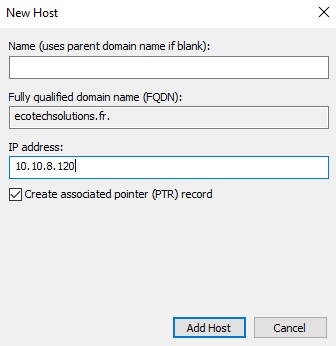 New Host
Name (uses parent domain name if blank):
Fully qualified domain name (FQDN):
ecotechsolutions.fr.
IP address:
10.10.8.120
Create associated pointer (PTR) record
Add Host
Cancel